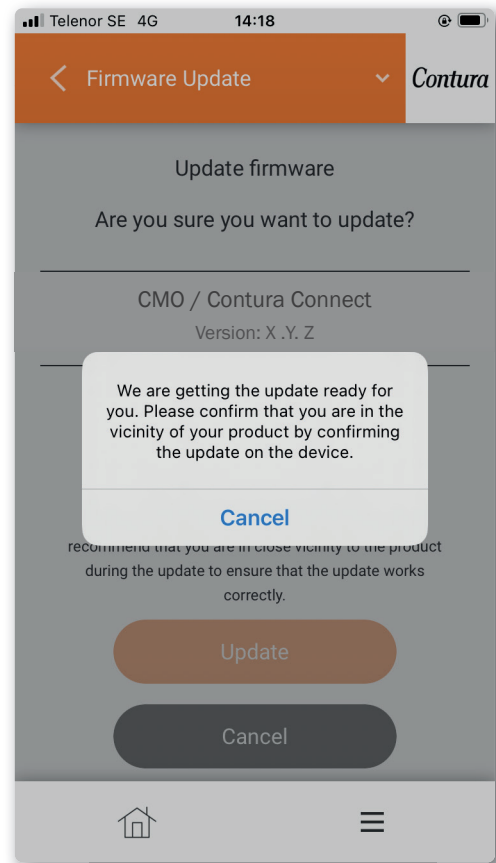 Telenor SE 4G 14:18
Firmware Update
Contura
Update firmware
Are you sure you want to update?
CMO / Contura Connect
Version: X .Y. Z
We are getting the update ready for
you. Please confirm that you are in the
vicinity of your product by confirming
the update on the device.
Cancel
recommend that you are in close vicinity to the product
during the update to ensure that the update works
correctly.
Update
Cancel